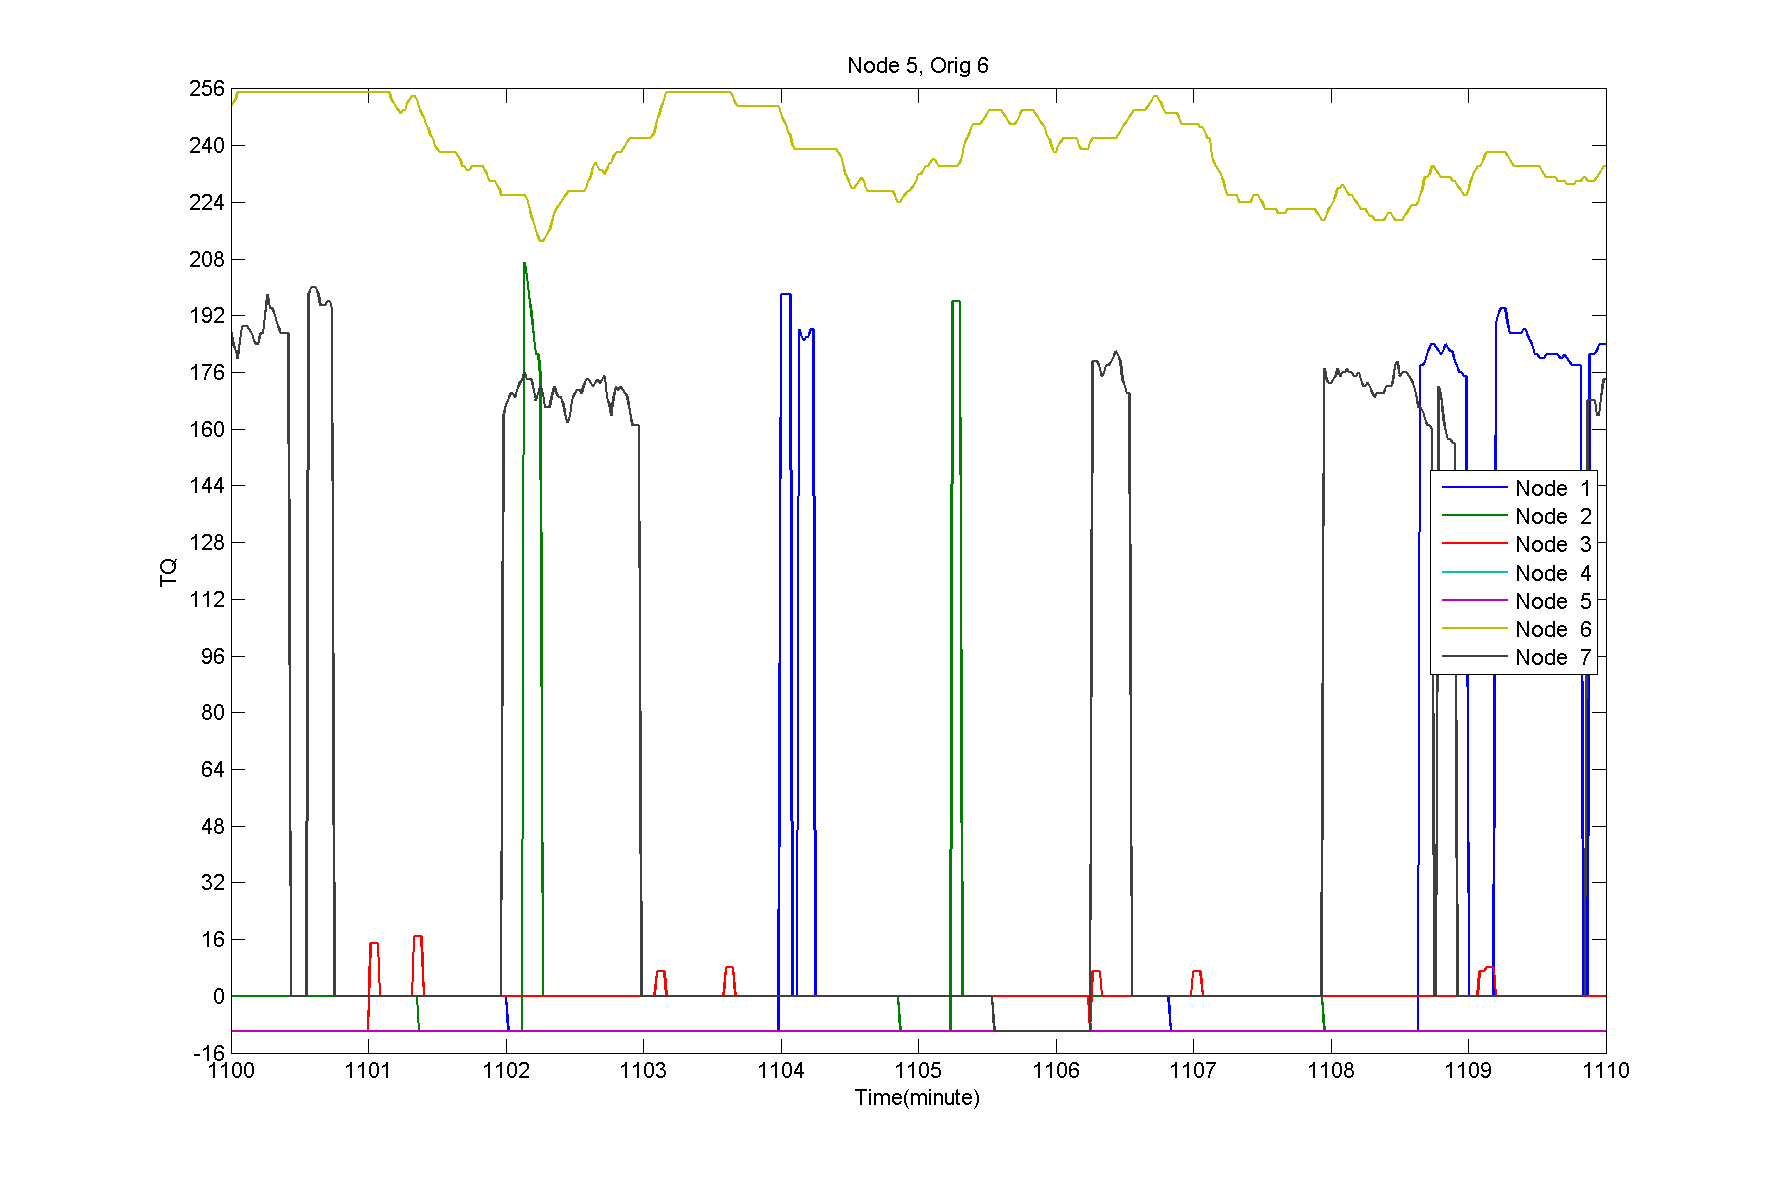 Node 5, Orig 6
256
240
224
208
192
176
160
144
128
112
96
80
64
48
32
16
0
-16
TQ
Node 1
Node 2
Node 3
Node 4
Node 5
Node 6
Node 7
1100 1101 1102 1103 1104 1105 1106 1107 1108 1109 1110
Time(minute)